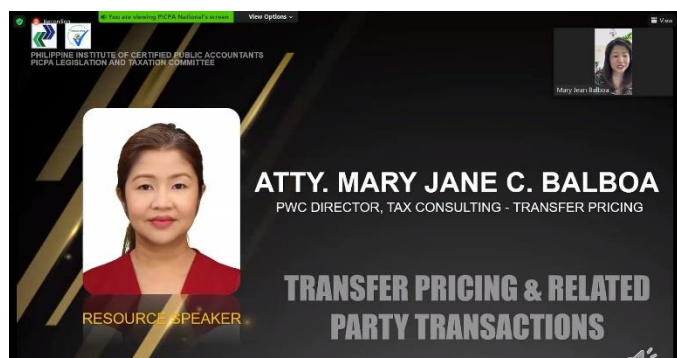 Recording
You are viewing PICPA National's screen
View Options
View
PHILIPPINE INSTITUTE OF CERTIFIED PUBLIC ACCOUNTANTS
PICPA LEGISLATION AND TAXATION COMMITTEE
Mary Jean Balboa
ATTY. MARY JANE C. BALBOA
PWC DIRECTOR, TAX CONSULTING - TRANSFER PRICING
RESOURCE SPEAKER
TRANSFER PRICING & RELATED
PARTY TRANSACTIONS